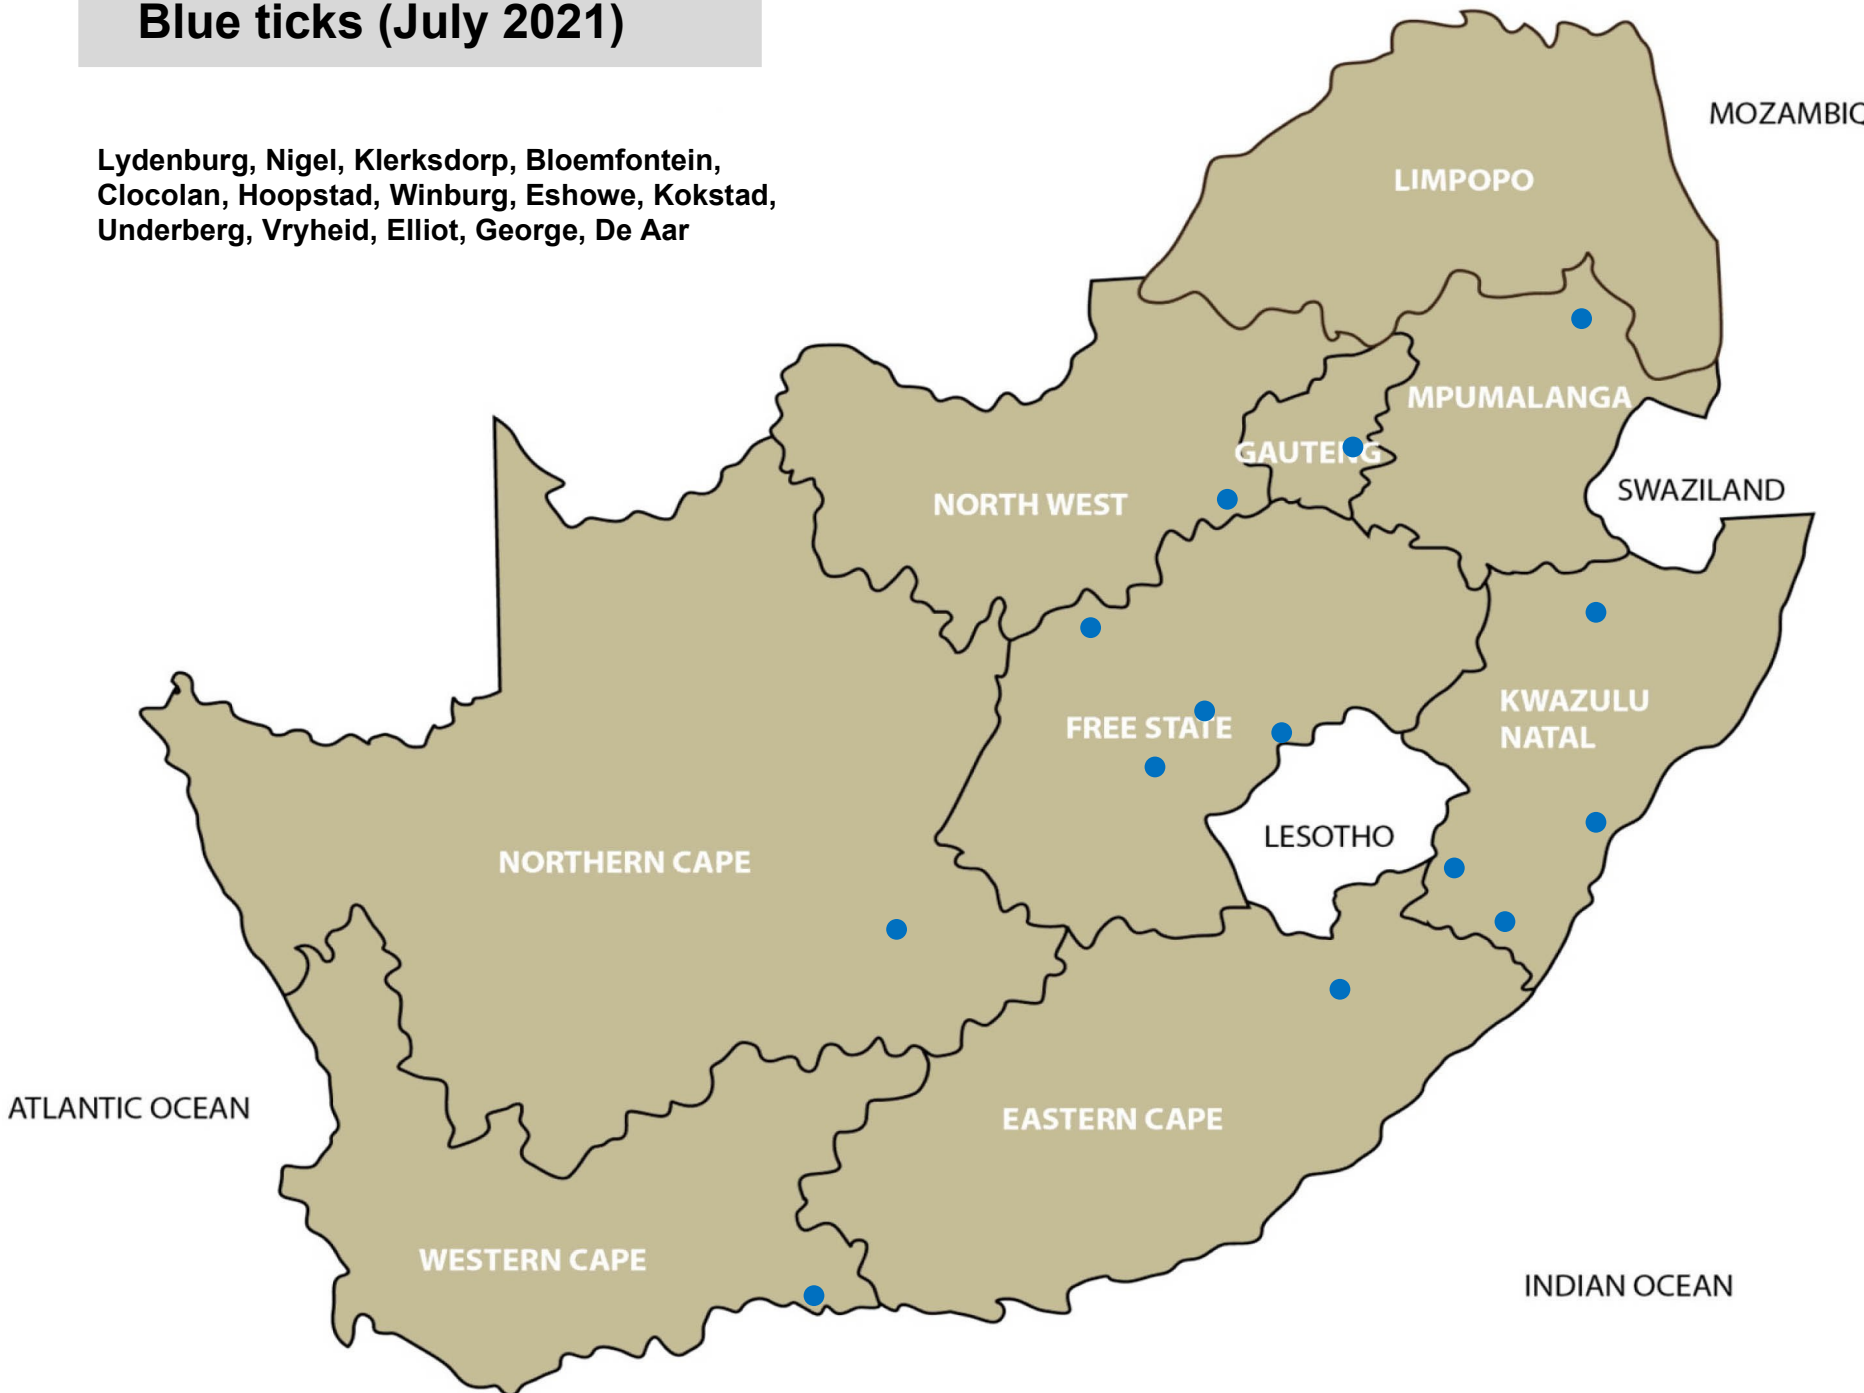 Blue ticks (July 2021)
Lydenburg, Nigel, Klerksdorp, Bloemfontein,
Clocolan, Hoopstad, Winburg, Eshowe, Kokstad,
Underberg, Vryheid, Elliot, George, De Aar
MOZAMBIQ
LIMPOPO
MPUMALANGA
GAUTENG
SWAZILAND
NORTH WEST
KWAZULU
NATAL
FREE STATE
LESOTHO
NORTHERN CAPE
ATLANTIC OCEAN
EASTERN CAPE
WESTERN CAPE
INDIAN OCEAN